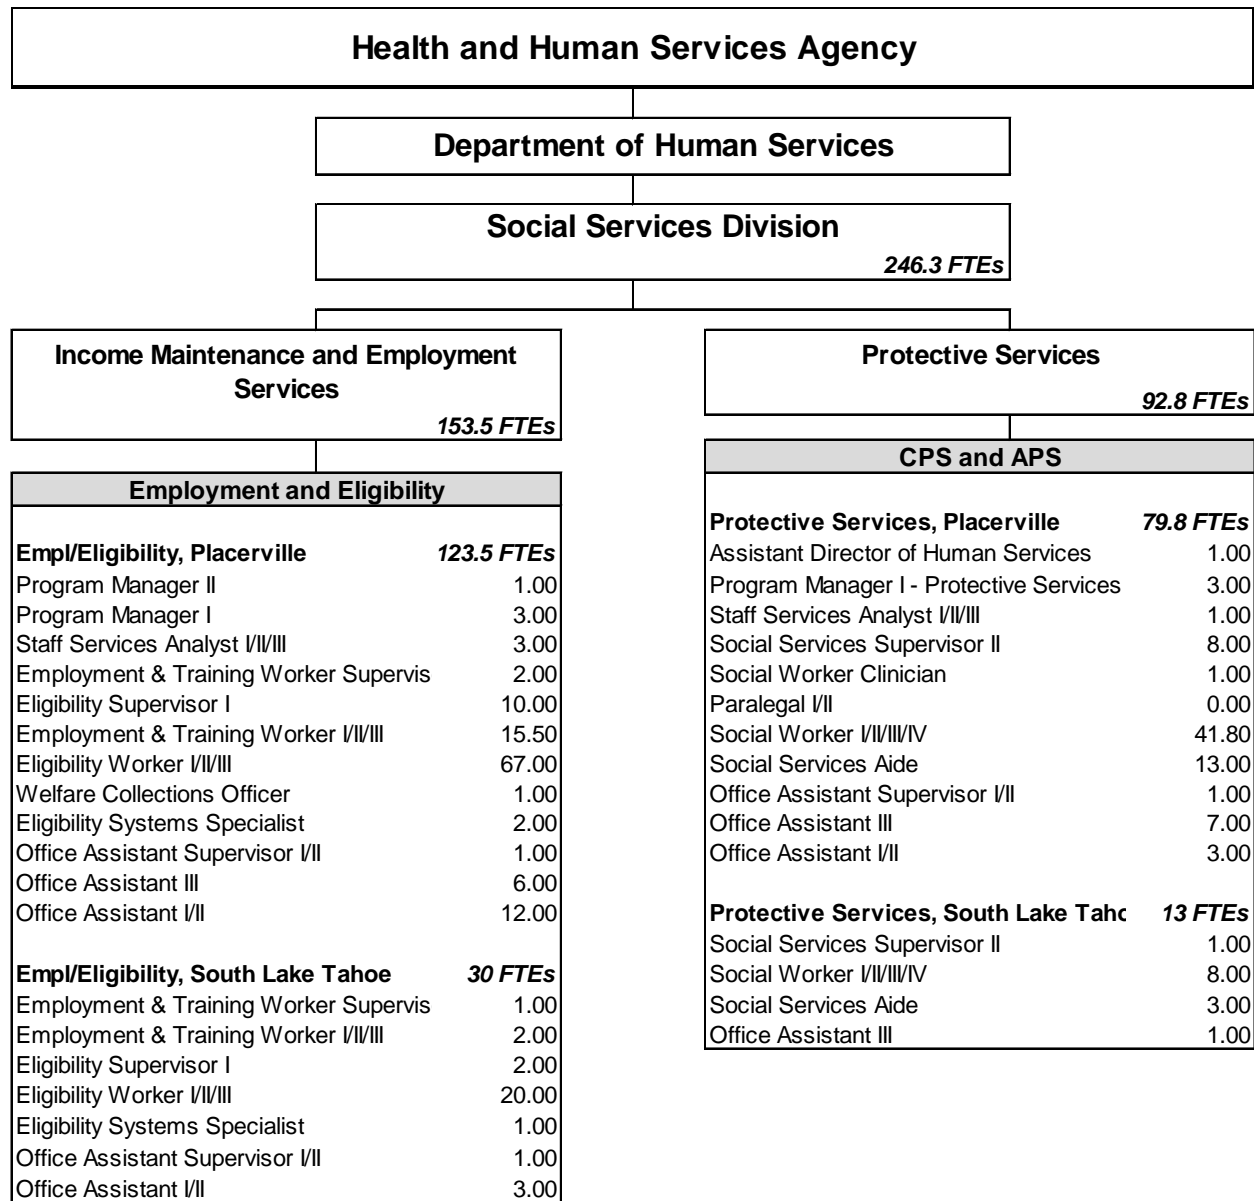 Health and Human Services Agency
Department of Human Services
Social Services Division
246.3 FTEs
Income Maintenance and Employment
Services
153.5 FTEs
Employment and Eligibility
Empl/Eligibility, Placerville 123.5 FTEs
Program Manager II 1.00
Program Manager I 3.00
Staff Services Analyst I/II/III 3.00
Employment & Training Worker Supervis 2.00
Eligibility Supervisor I 10.00
Employment & Training Worker I/II/III 15.50
Eligibility Worker I/II/III 67.00
Welfare Collections Officer 1.00
Eligibility Systems Specialist 2.00
Office Assistant Supervisor I/II 1.00
Office Assistant III 6.00
Office Assistant I/II 12.00
Empl/Eligibility, South Lake Tahoe 30 FTEs
Employment & Training Worker Supervis 1.00
Employment & Training Worker I/II/III 2.00
Eligibility Supervisor I 2.00
Eligibility Worker I/II/III 20.00
Eligibility Systems Specialist 1.00
Office Assistant Supervisor I/II 1.00
Office Assistant I/II 3.00
Protective Services
92.8 FTEs
CPS and APS
Protective Services, Placerville 79.8 FTEs
Assistant Director of Human Services 1.00
Program Manager I - Protective Services 3.00
Staff Services Analyst I/II/III 1.00
Social Services Supervisor II 8.00
Social Worker Clinician 1.00
Paralegal I/II 0.00
Social Worker I/II/III/IV 41.80
Social Services Aide 13.00
Office Assistant Supervisor I/II 1.00
Office Assistant III 7.00
Office Assistant I/II 3.00
Protective Services, South Lake Taho 13 FTEs
Social Services Supervisor II 1.00
Social Worker I/II/III/IV 8.00
Social Services Aide 3.00
Office Assistant III 1.00